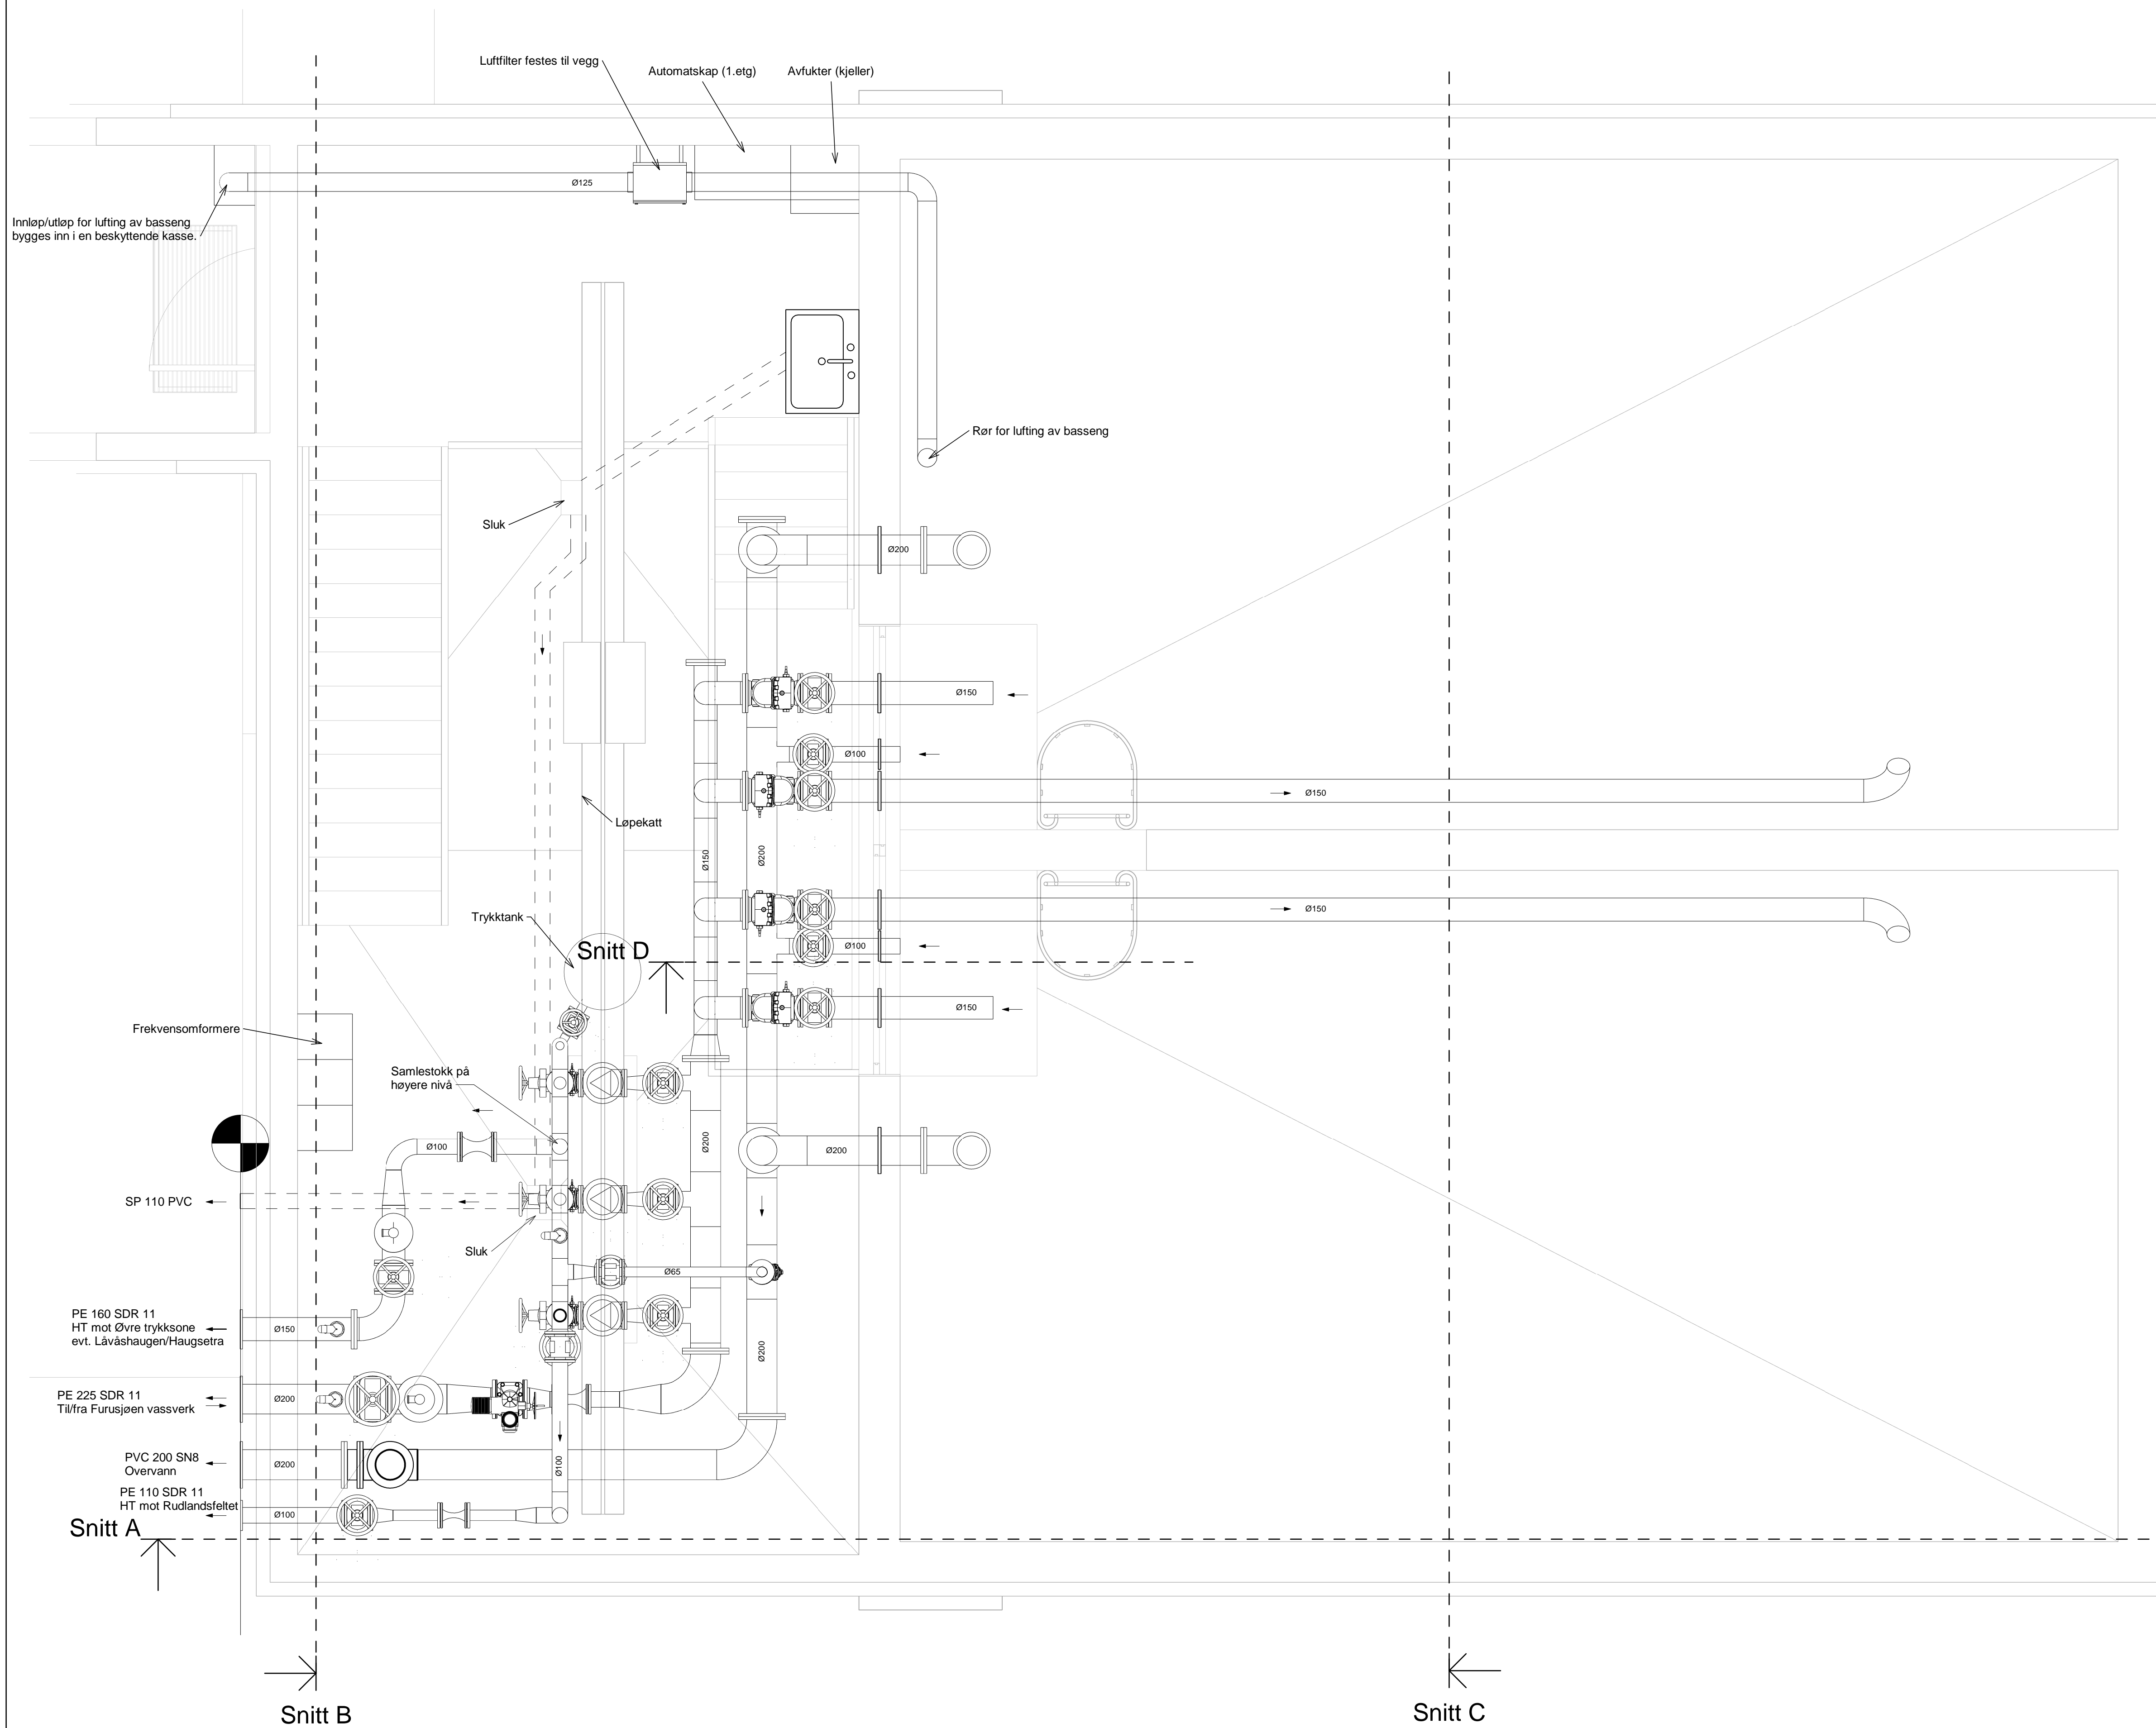 Luftfilter festes til vegg
Automatskap (1.etg)
Avfukter (kjeller)
Ø125
Innløp/utløp for lufting av basseng
bygges inn i en beskyttende kasse.
Rør for lufting av basseng
Sluk
Ø200
Ø150
Ø100
Ø150
Løpekatt
Ø150
Ø200
Ø150
Trykktank
Snitt D
Ø100
Ø150
Frekvensomformere
Samlestokk på
høyere nivå
Ø100
Ø200
Ø200
SP 110 PVC
Sluk
Ø65
PE 160 SDR 11
HT mot Øvre trykksone
evt. Låvåshaugen/Haugsetra
Ø150
Ø200
PE 225 SDR 11
Til/fra Furusjøen vassverk
Ø200
PVC 200 SN8
Overvann
Ø200
Ø100
PE 110 SDR 11
HT mot Rudlandsfeltet
Ø100
Snitt A
Snitt B
Snitt C